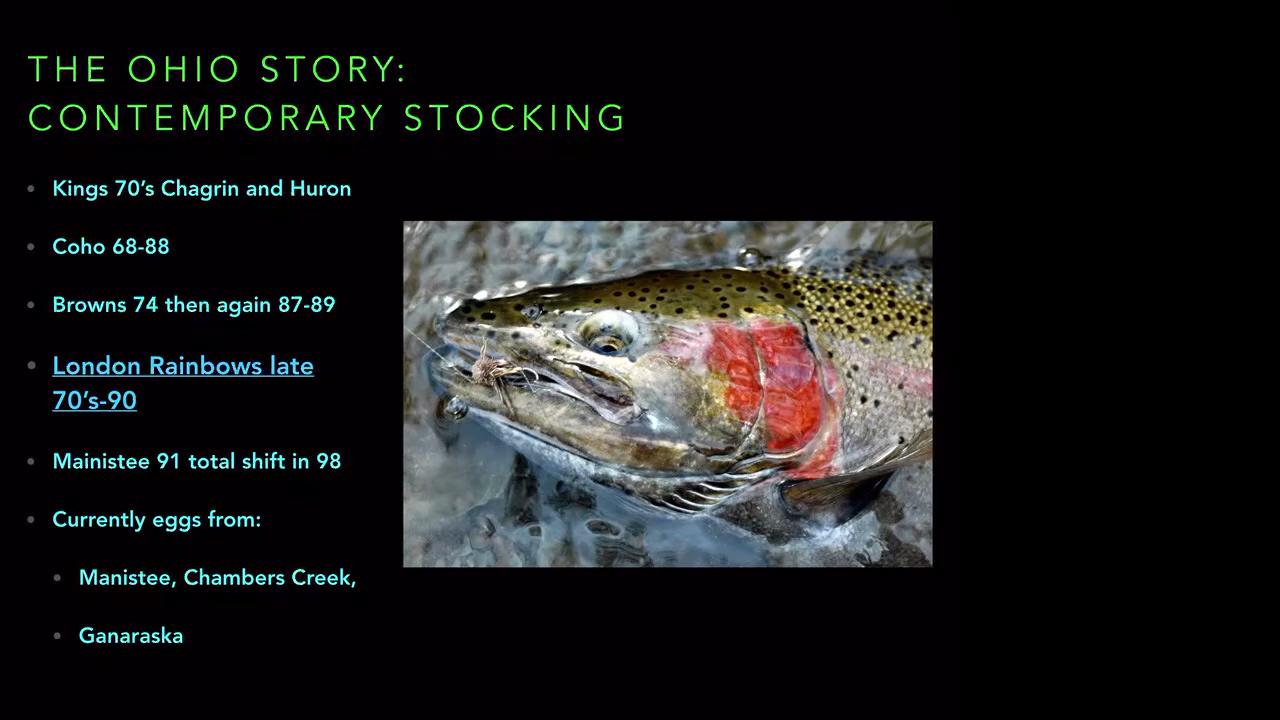 THE OHIO STORY:
CONTEMPORARY STOCKING
• Kings 70’s Chagrin and Huron
• Coho 68-88
• Browns 74 then again 87-89
• London Rainbows late
70’s-90
• Mainistee 91 total shift in 98
• Currently eggs from:
• Manistee, Chambers Creek,
• Ganaraska